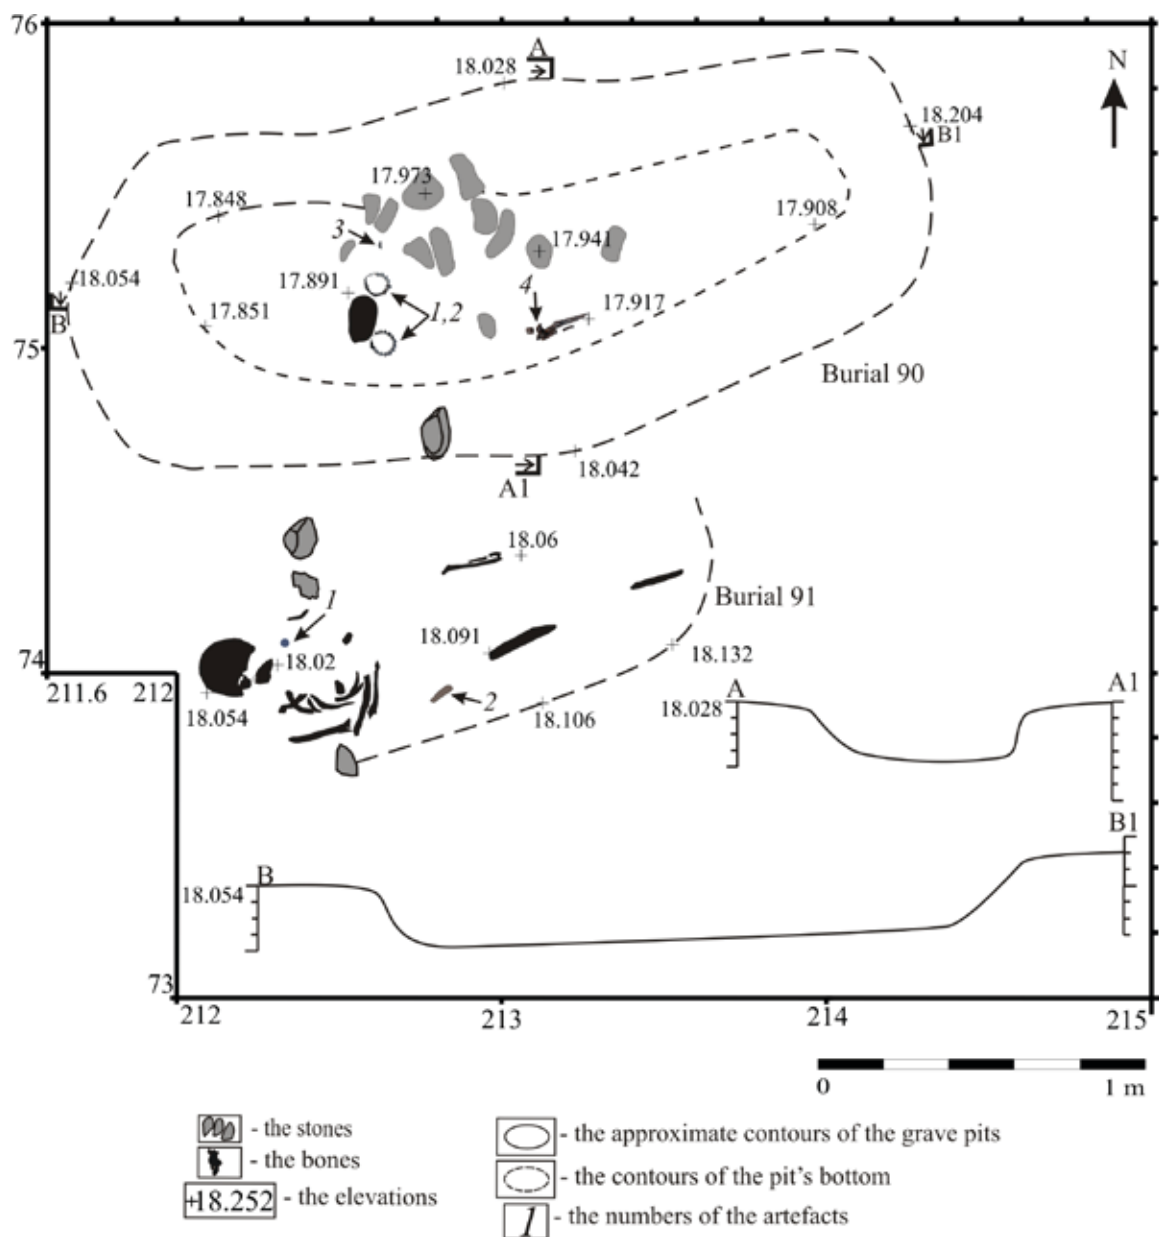 76
A
18.028
N
18.204
B1
17.973
17.848
17.908
3
17.941
18.054
17.891
4
17.917
1,2
B
17.851
75
Burial 90
18.042
A1
18.06
1
Burial 91
18.091
18.132
74
18.02
211.6
212
A
A1
18.054
2
18.106
18.028
B1
B
18.054
73
212
213
214
215
0
1 m
- the stones
- the approximate contours of the grave pits
- the bones
- the contours of the pit's bottom
+18.252 - the elevations
1 - the numbers of the artefacts